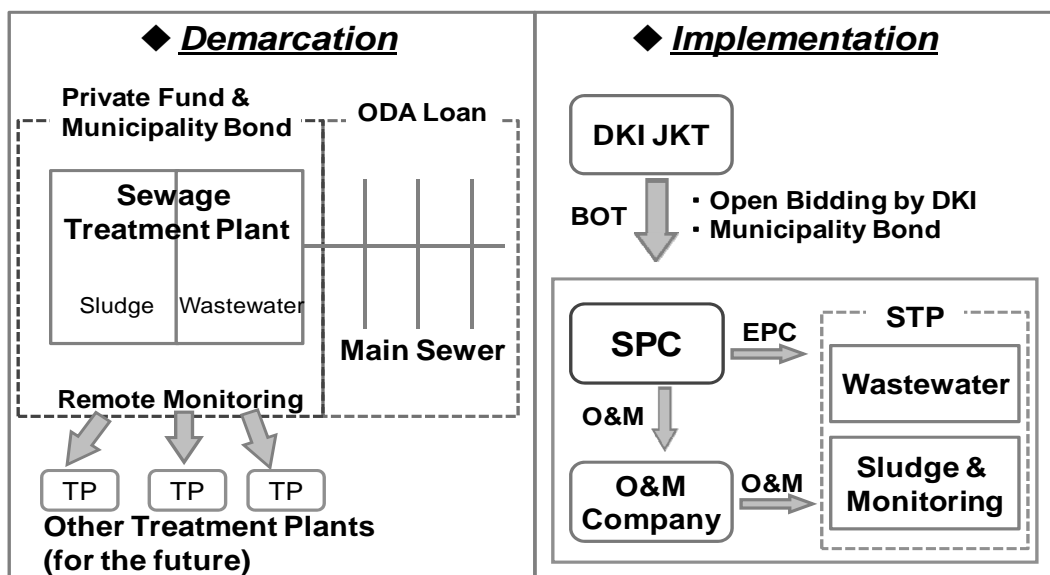 ◆ Demarcation
Private Fund &
Municipality Bond
ODA Loan
Sewage
Treatment Plant
Sludge
Wastewater
Main Sewer
Remote Monitoring
TP
TP
TP
Other Treatment Plants
(for the future)
◆ Implementation
DKI JKT
BOT
・Open Bidding by DKI
・Municipality Bond
SPC
EPC
STP
Wastewater
O&M
O&M
Company
O&M
Sludge &
Monitoring